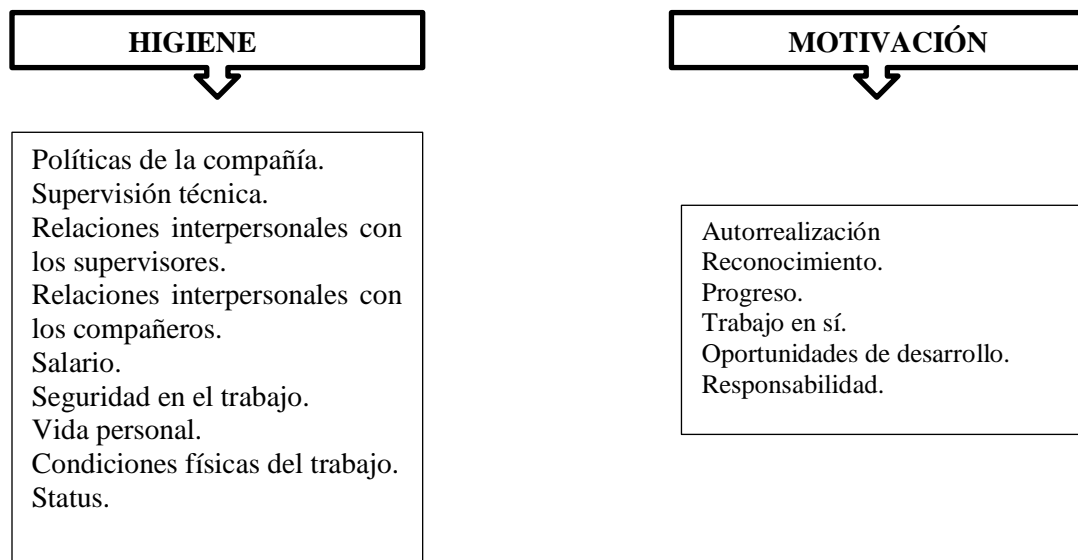 HIGIENE
Políticas de la compañía.
Supervisión técnica.
Relaciones interpersonales con
los supervisores.
Relaciones interpersonales con
los compañeros.
Salario.
Seguridad en el trabajo.
Vida personal.
Condiciones físicas del trabajo.
Status.
MOTIVACIÓN
Autorrealización
Reconocimiento.
Progreso.
Trabajo en sí.
Oportunidades de desarrollo.
Responsabilidad.